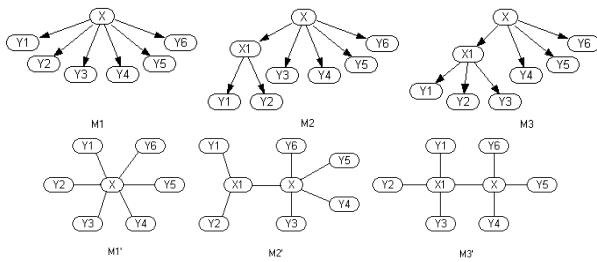 X X X
Y1 Y6 X1 Y6 X1 Y6
Y2 Y3 Y4 Y5 Y3 Y4 Y5 Y1 Y4 Y5
Y1 Y2 Y2 Y3
M1 M2 M3
Y1 Y6 Y1 Y6 Y5 Y1 Y6
Y2 X Y5 X1 X Y2 X1 X Y5
Y3 Y4 Y2 Y3 Y4 Y3 Y4
M1' M2' M3'